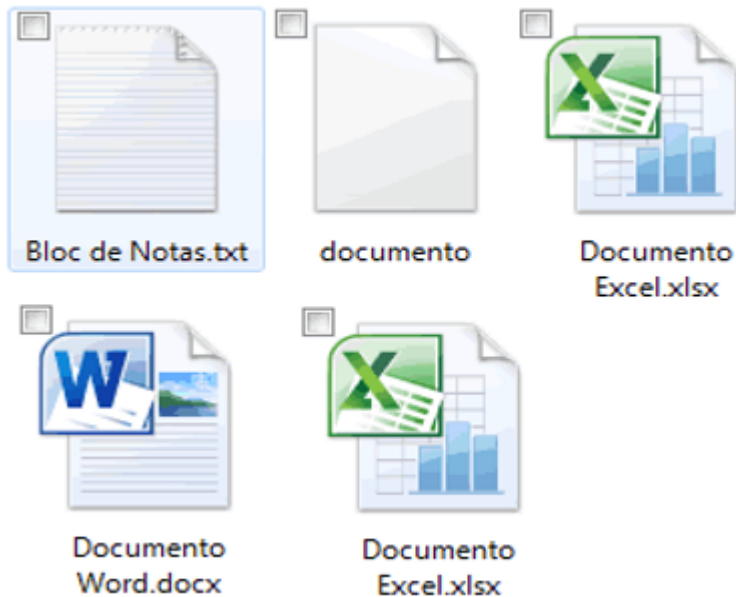 Bloc de Notas.txt
documento
Documento
Excel.xlsx
W
Documento
Word.docx
Documento
Excel.xlsx